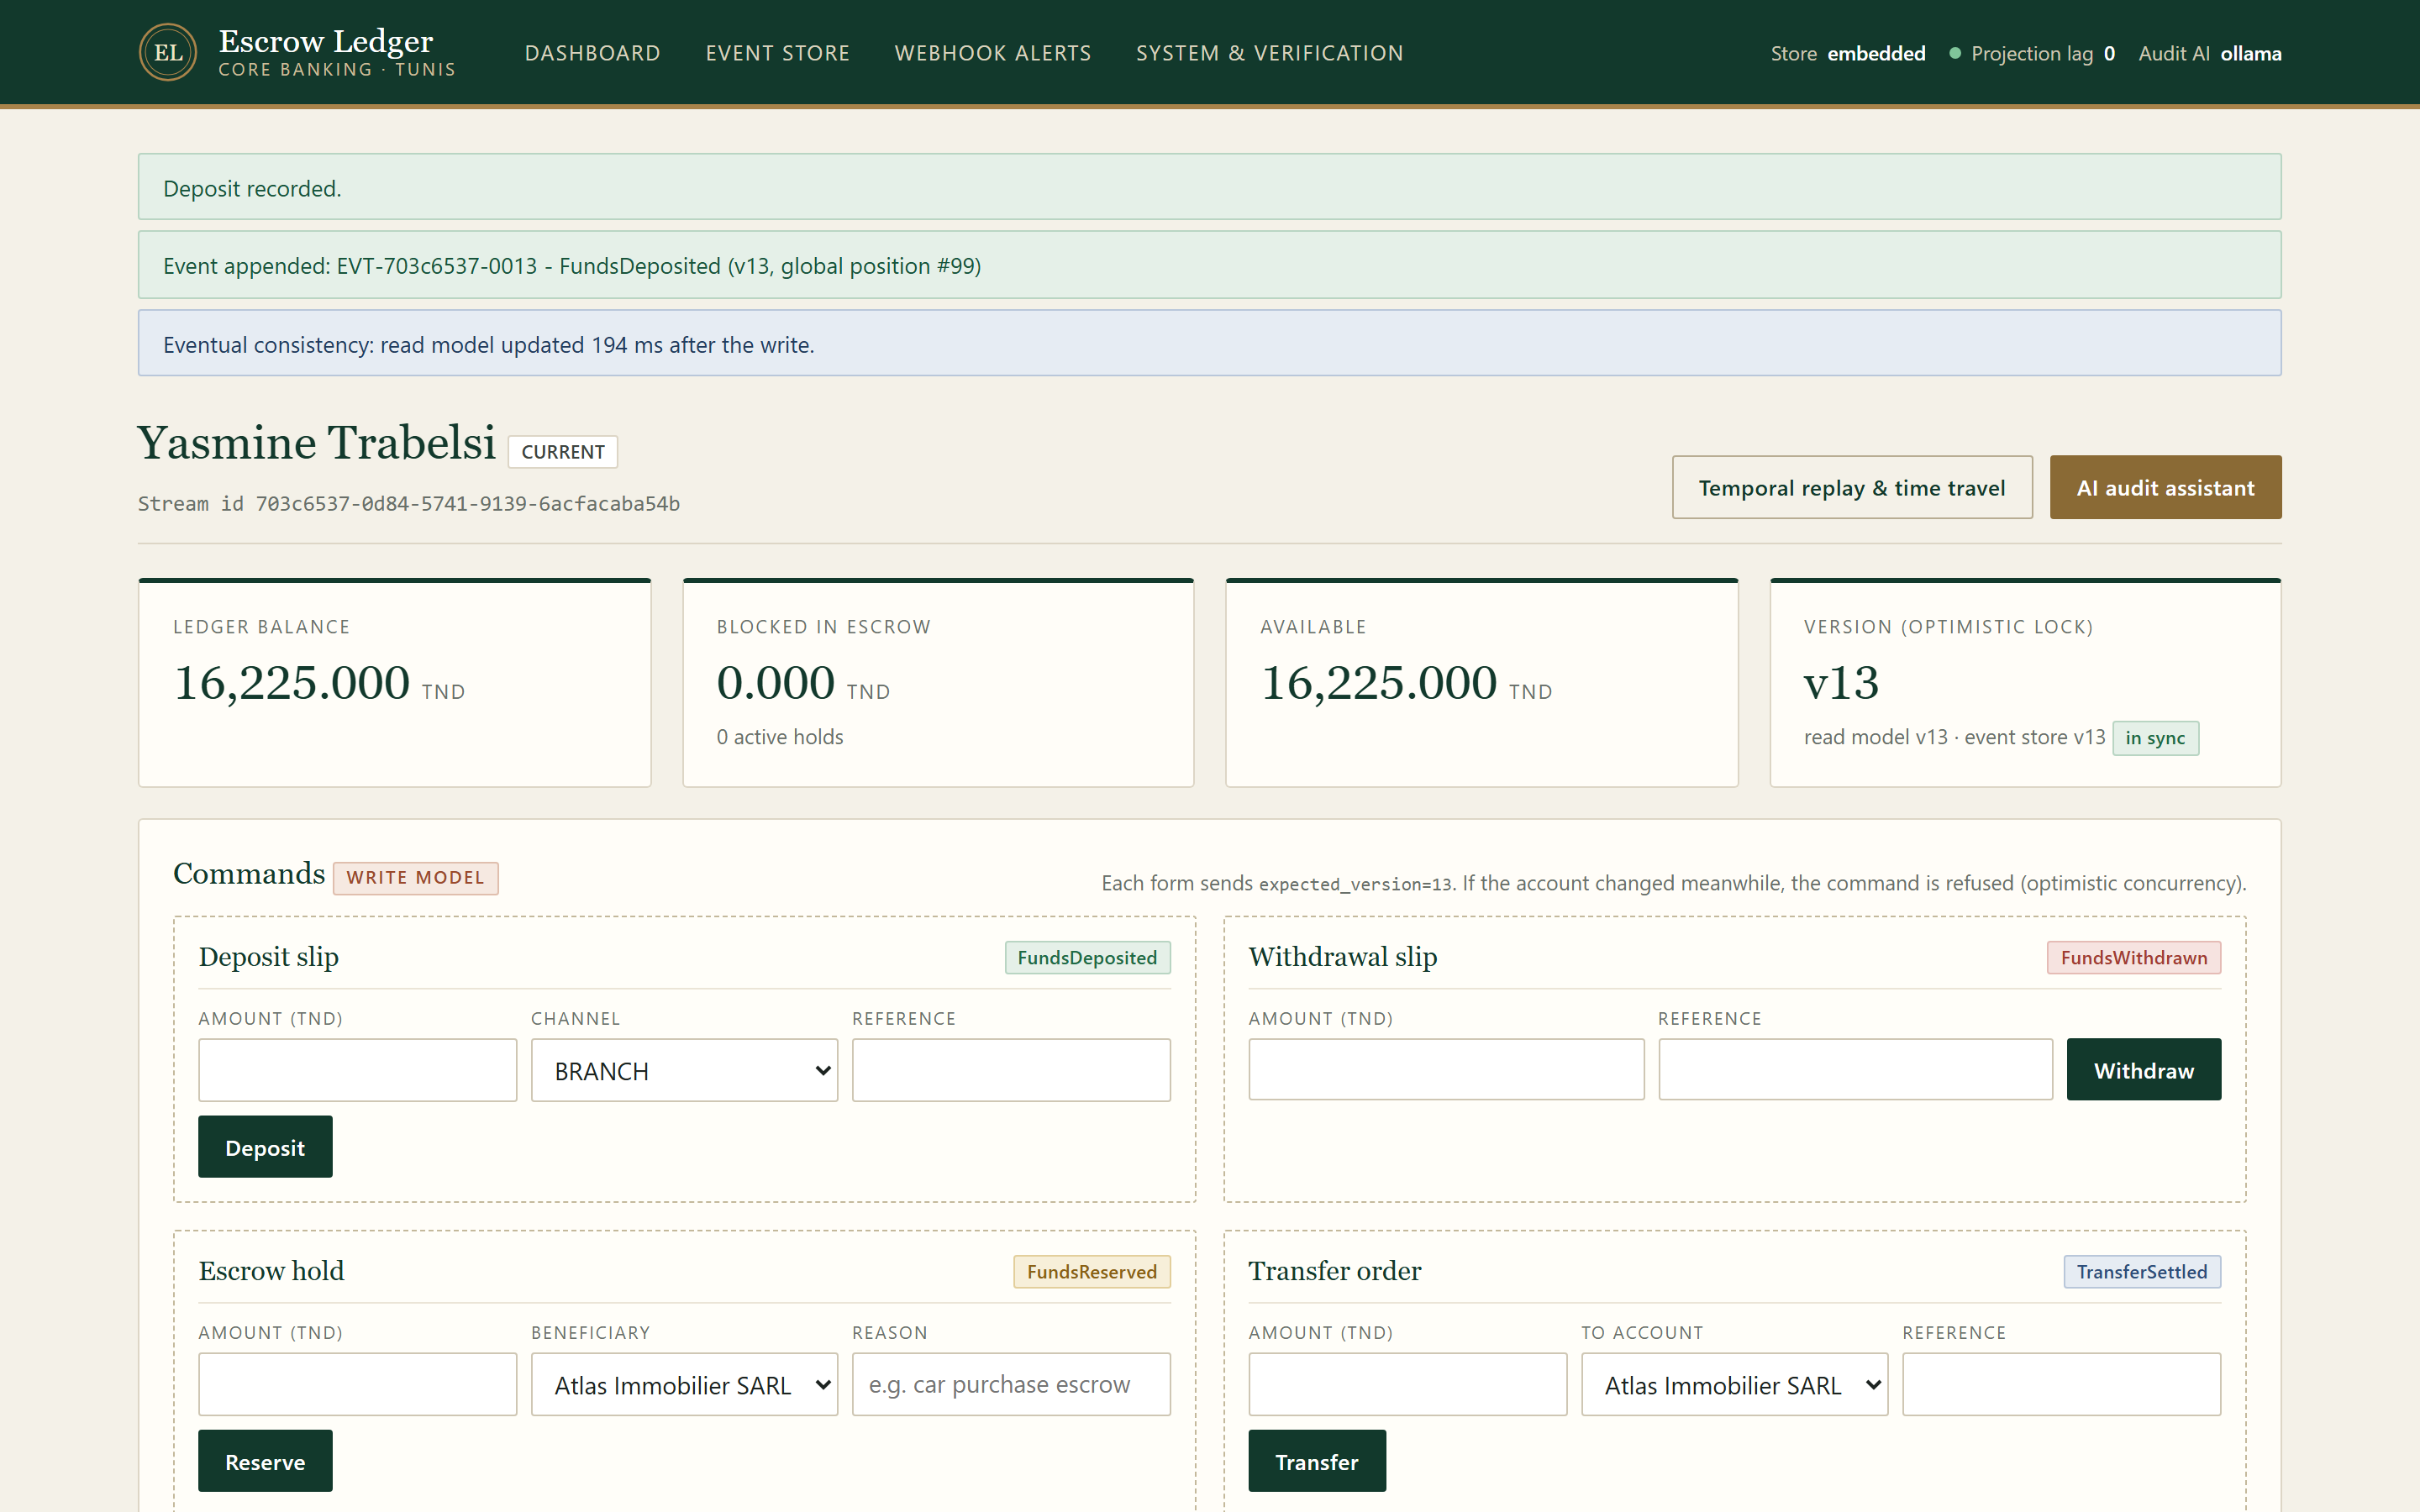 EL
Escrow Ledger
CORE BANKING · TUNIS
DASHBOARD EVENT STORE WEBHOOK ALERTS SYSTEM & VERIFICATION
Store embedded Projection lag 0 Audit AI ollama
Deposit recorded.
Event appended: EVT-703c6537-0013 - FundsDeposited (v13, global position #99)
Eventual consistency: read model updated 194 ms after the write.
Yasmine Trabelsi CURRENT
Stream id 703c6537-0d84-5741-9139-6acfacaba54b
Temporal replay & time travel AI audit assistant
LEDGER BALANCE
16,225.000 TND
BLOCKED IN ESCROW
0.000 TND
0 active holds
AVAILABLE
16,225.000 TND
VERSION (OPTIMISTIC LOCK)
v13
read model v13 · event store v13 in sync
Commands WRITE MODEL
Each form sends expected_version=13. If the account changed meanwhile, the command is refused (optimistic concurrency).
Deposit slip FundsDeposited
AMOUNT (TND) CHANNEL REFERENCE
BRANCH
Deposit
Withdrawal slip FundsWithdrawn
AMOUNT (TND) REFERENCE
Withdraw
Escrow hold FundsReserved
AMOUNT (TND) BENEFICIARY REASON
Atlas Immobilier SARL e.g. car purchase escrow
Reserve
Transfer order TransferSettled
AMOUNT (TND) TO ACCOUNT REFERENCE
Atlas Immobilier SARL
Transfer